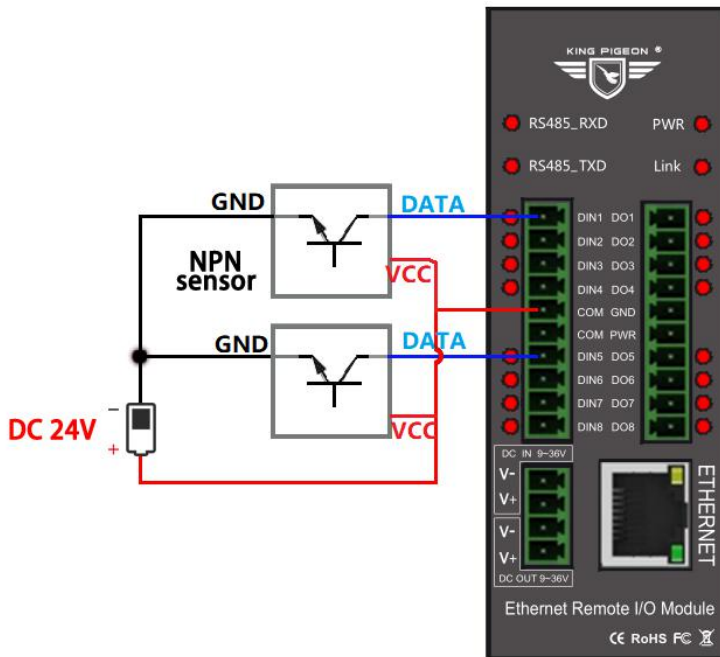 KING PIGEON ®
RS485_RXD PWR
RS485_TXD Link
GND
DATA
NPN
sensor
VCC
DIN1 DO1
DIN2 DO2
DIN3 DO3
DIN4 DO4
COM GND
COM PWR
DIN5 DO5
DIN6 DO6
DIN7 DO7
DIN8 DO8
GND
DATA
VCC
−
DC 24V
+
DC IN 9~36V
V-
V+
V-
V+
DC OUT 9~36V
ETHERNET
Ethernet Remote I/O Module
CE RoHS FC